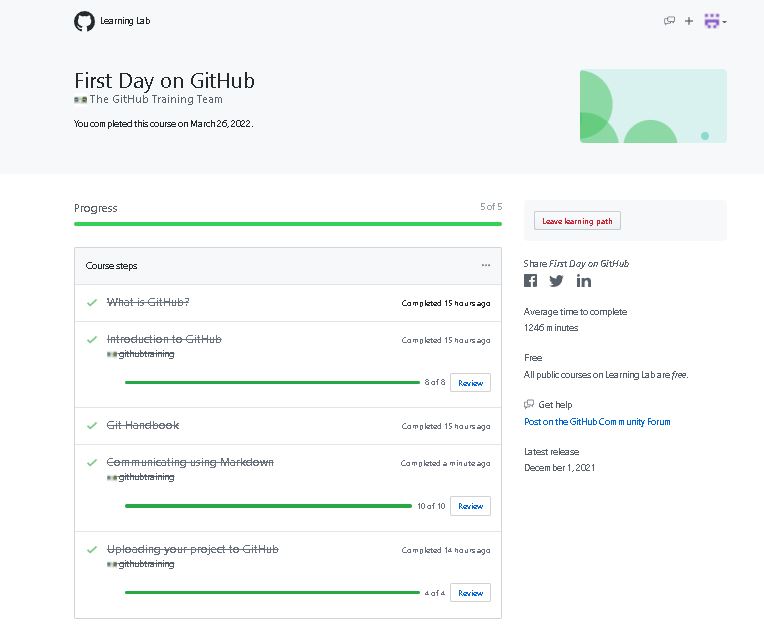 Learning Lab
First Day on GitHub
The GitHub Training Team
You completed this course on March 26, 2022.
Progress
5 of 5
Course steps
What is GitHub?
Completed 15 hours ago
Introduction to GitHub
Completed 15 hours ago
githubtraining
8 of 8
Review
Git Handbook
Completed 15 hours ago
Communicating using Markdown
Completed a minute ago
githubtraining
10 of 10
Review
Uploading your project to GitHub
Completed 14 hours ago
githubtraining
4 of 4
Review
Leave learning path
Share First Day on GitHub
Average time to complete
1246 minutes
Free
All public courses on Learning Lab are free.
Get help
Post on the GitHub Community Forum
Latest release
December 1, 2021